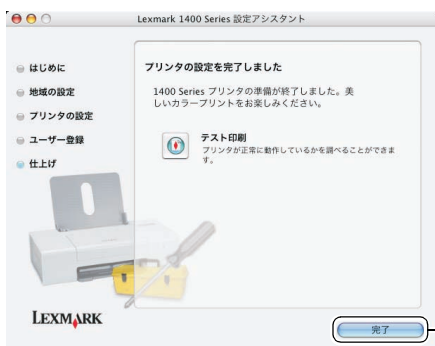 Lexmark 1400 Series 設定アシスタント
はじめに
地域の設定
プリンタの設定
ユーザー登録
仕上げ
プリンタの設定を完了しました
1400 Series プリンタの準備が終了しました。美
しいカラープリントをお楽しみください。
テスト印刷
プリンタが正常に動作しているかを調べることができま
す。
LEXMARK
完了